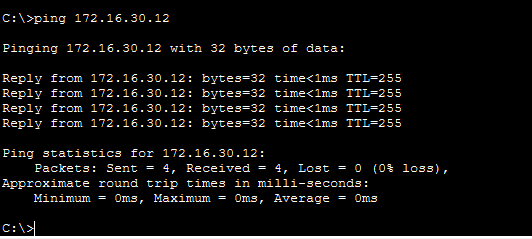 C:\>ping 172.16.30.12
Pinging 172.16.30.12 with 32 bytes of data:
Reply from 172.16.30.12: bytes=32 time<1ms TTL=255
Reply from 172.16.30.12: bytes=32 time<1ms TTL=255
Reply from 172.16.30.12: bytes=32 time<1ms TTL=255
Reply from 172.16.30.12: bytes=32 time<1ms TTL=255
Ping statistics for 172.16.30.12:
    Packets: Sent = 4, Received = 4, Lost = 0 (0% loss),
Approximate round trip times in milli-seconds:
    Minimum = 0ms, Maximum = 0ms, Average = 0ms
C:\>